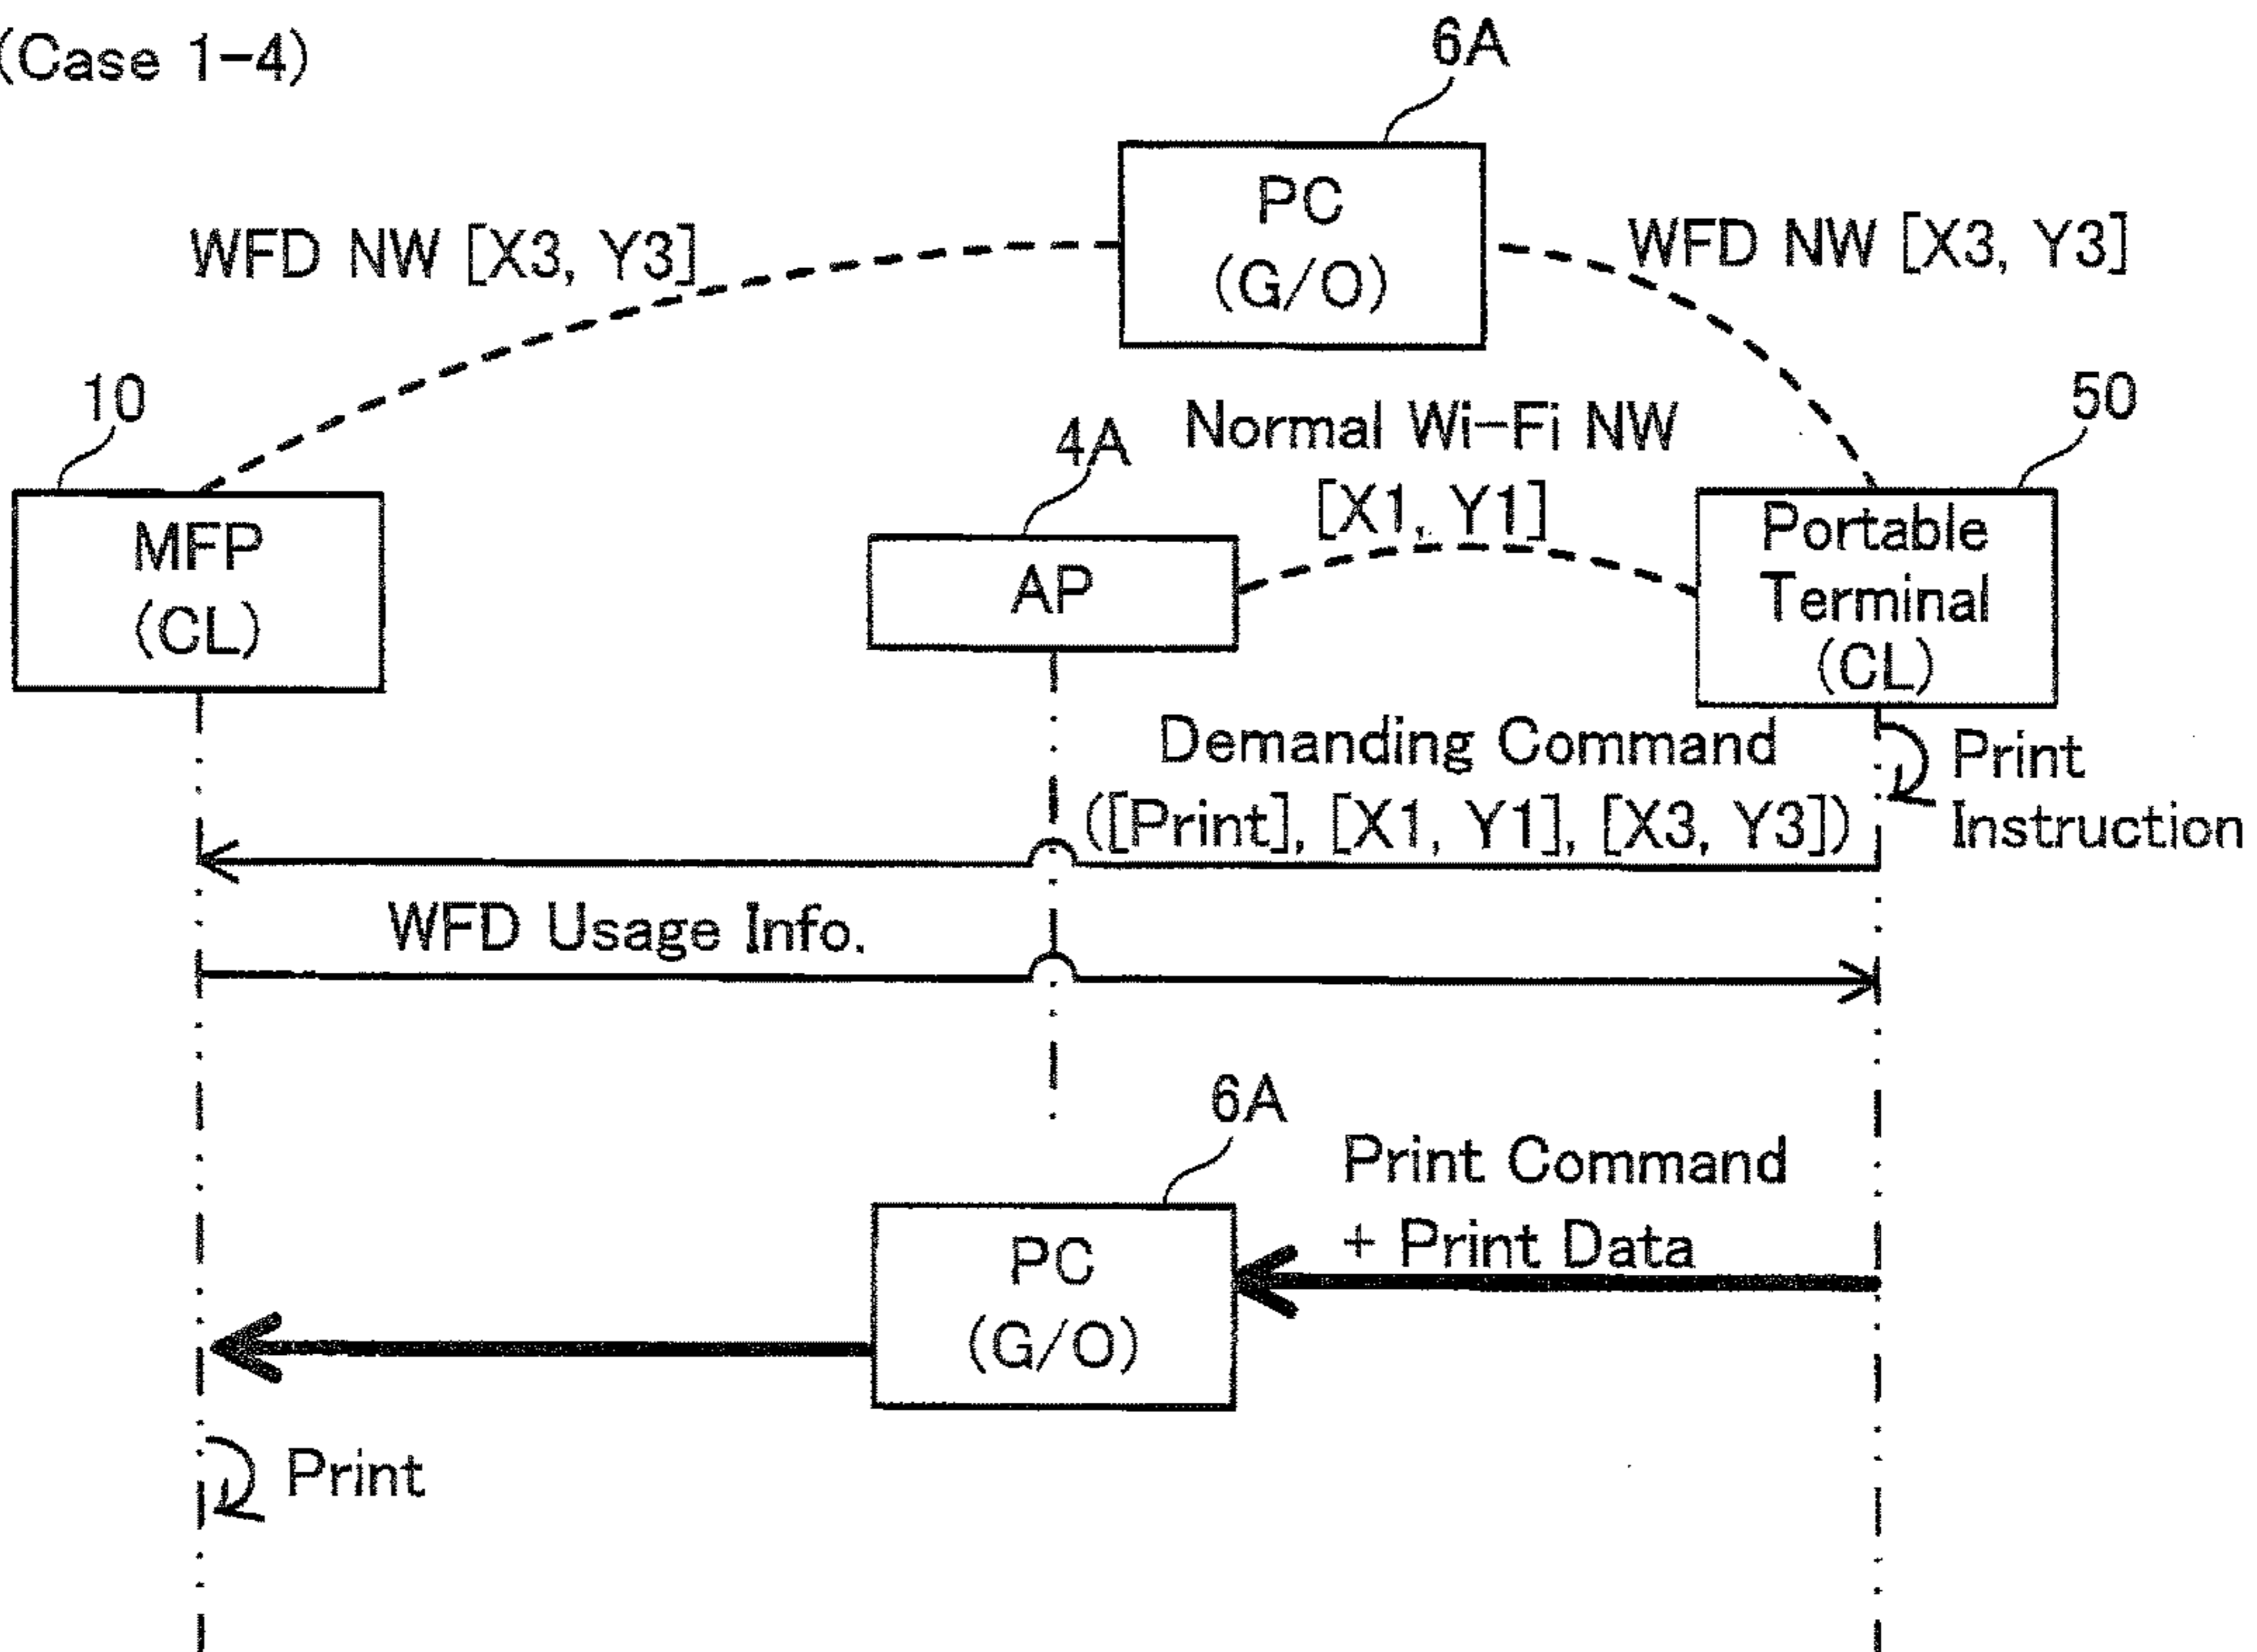 (Case 1-4)
6A
PC
(G/O)
WFD NW [X3, Y3]
WFD NW [X3, Y3]
10
MFP
(CL)
4A
AP
Normal Wi-Fi NW
[X1, Y1]
50
Portable
Terminal
(CL)
Demanding Command
([Print], [X1, Y1], [X3, Y3])
Print
Instruction
WFD Usage Info.
6A
PC
(G/O)
Print Command
+ Print Data
Print